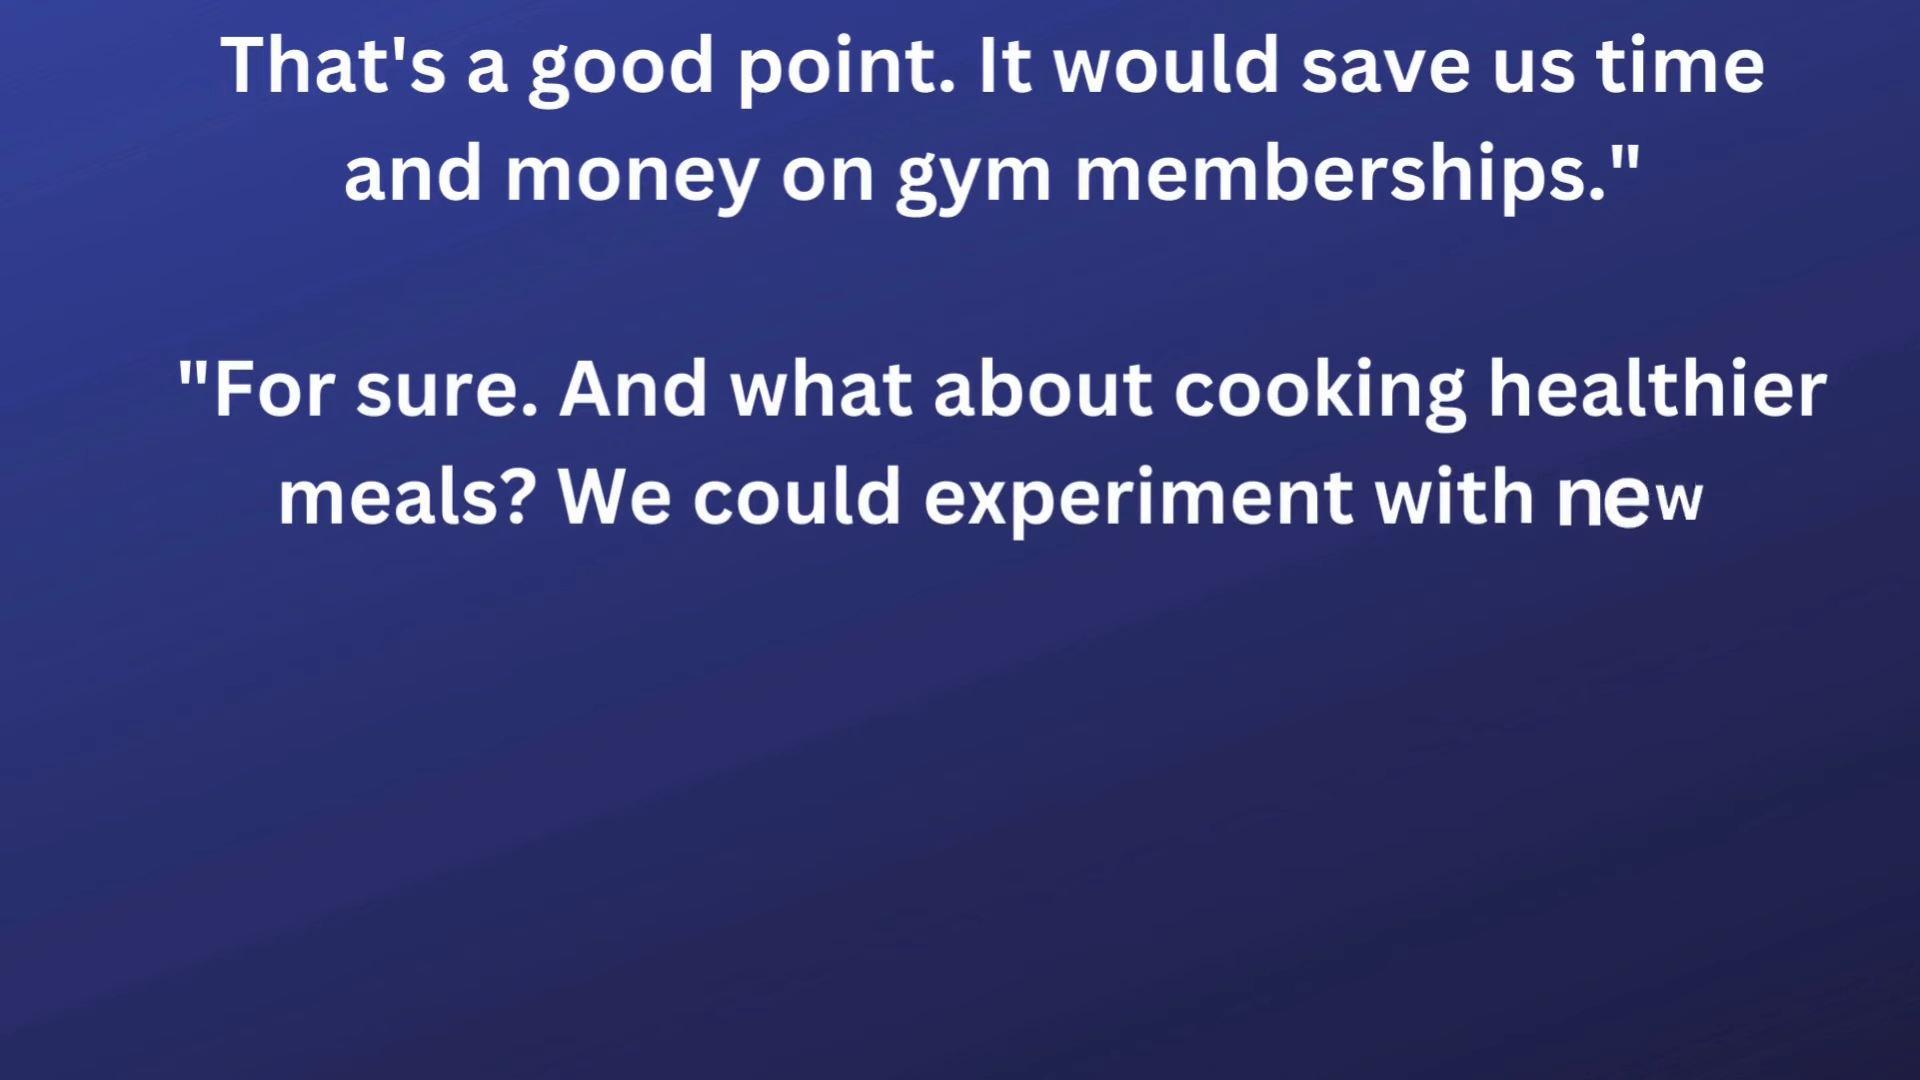 That's a good point. It would save us time
and money on gym memberships."
"For sure. And what about cooking healthier
meals? We could experiment with new